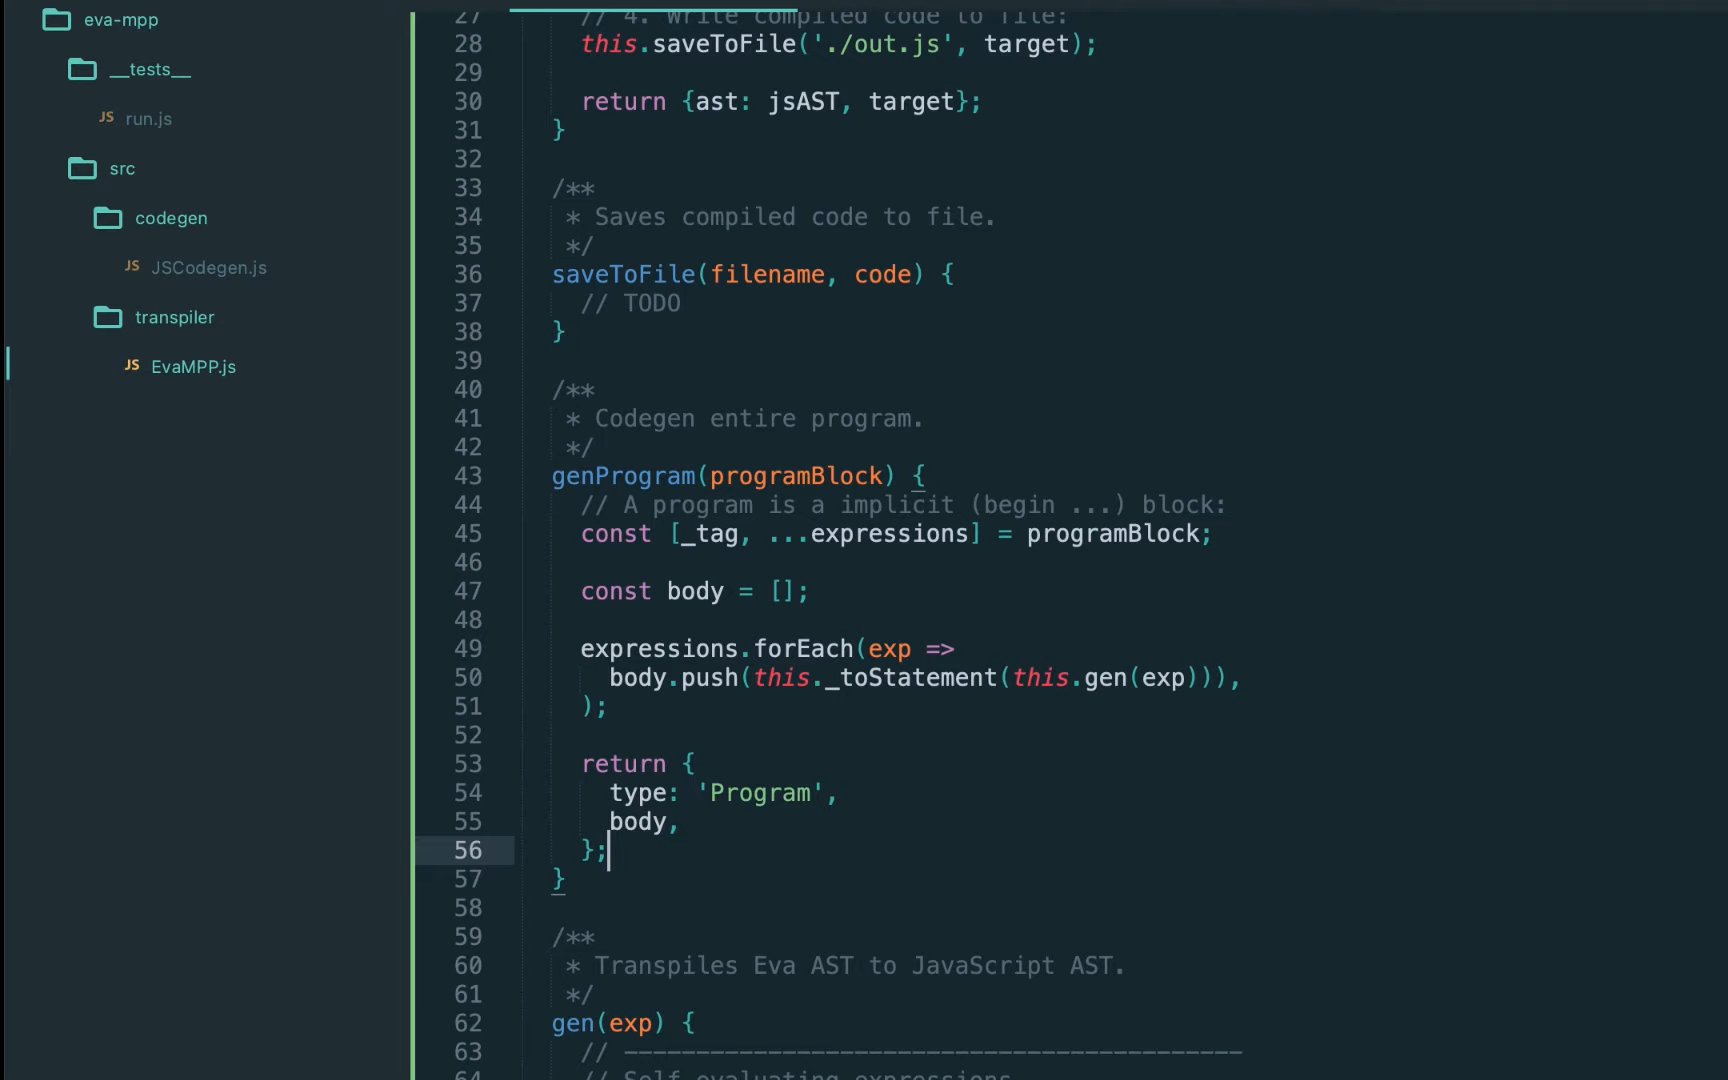 eva-mpp
__tests__
JS run.js
src
codegen
JS JSCodegen.js
transpiler
JS EvaMPP.js
27 // 4. Write compiled code to file:
28 this.saveToFile('./out.js', target);
29
30 return {ast: jsAST, target};
31 }
32
33 /**
34 * Saves compiled code to file.
35 */
36 saveToFile(filename, code) {
37 // TODO
38 }
39
40 /**
41 * Codegen entire program.
42 */
43 genProgram(programBlock) {
44 // A program is a implicit (begin ...) block:
45 const [_tag, ...expressions] = programBlock;
46
47 const body = [];
48
49 expressions.forEach(exp =>
50 body.push(this._toStatement(this.gen(exp))),
51 );
52
53 return {
54 type: 'Program',
55 body,
56 };
57 }
58
59 /**
60 * Transpiles Eva AST to JavaScript AST.
61 */
62 gen(exp) {
63 // -------------------------------------------
64 // Self evaluating expressions